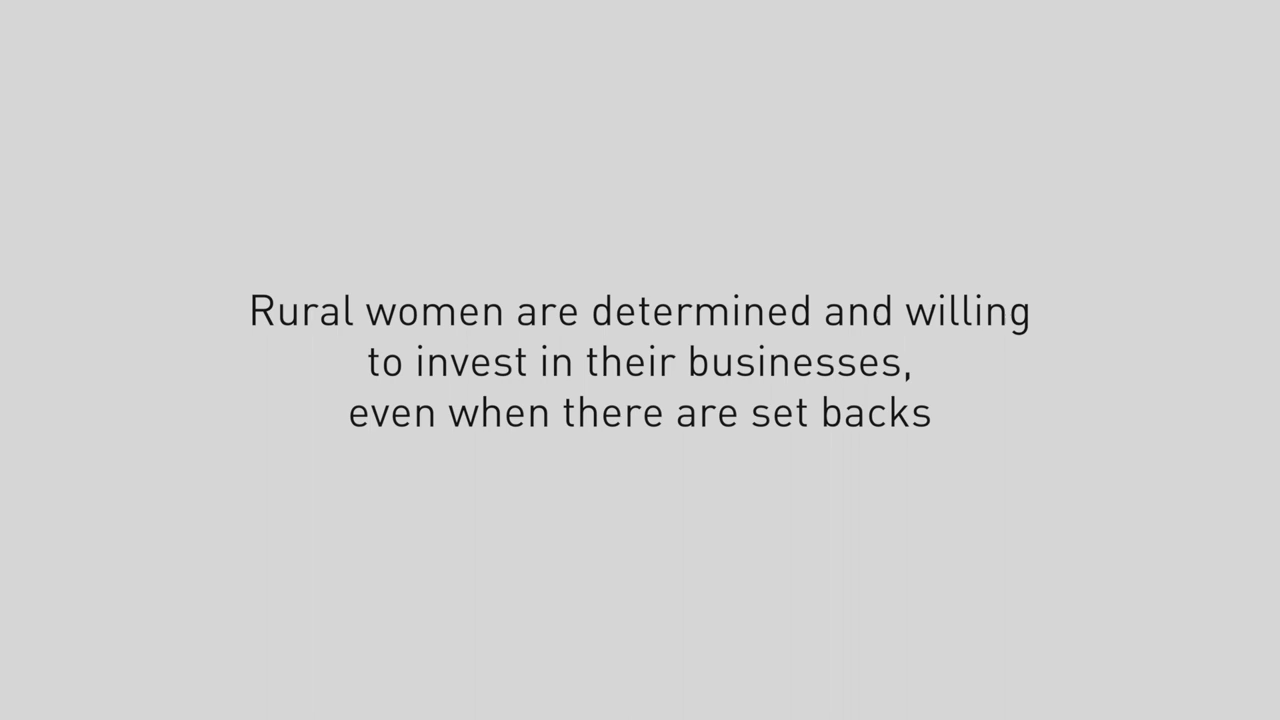 Rural women are determined and willing
to invest in their businesses,
even when there are set backs